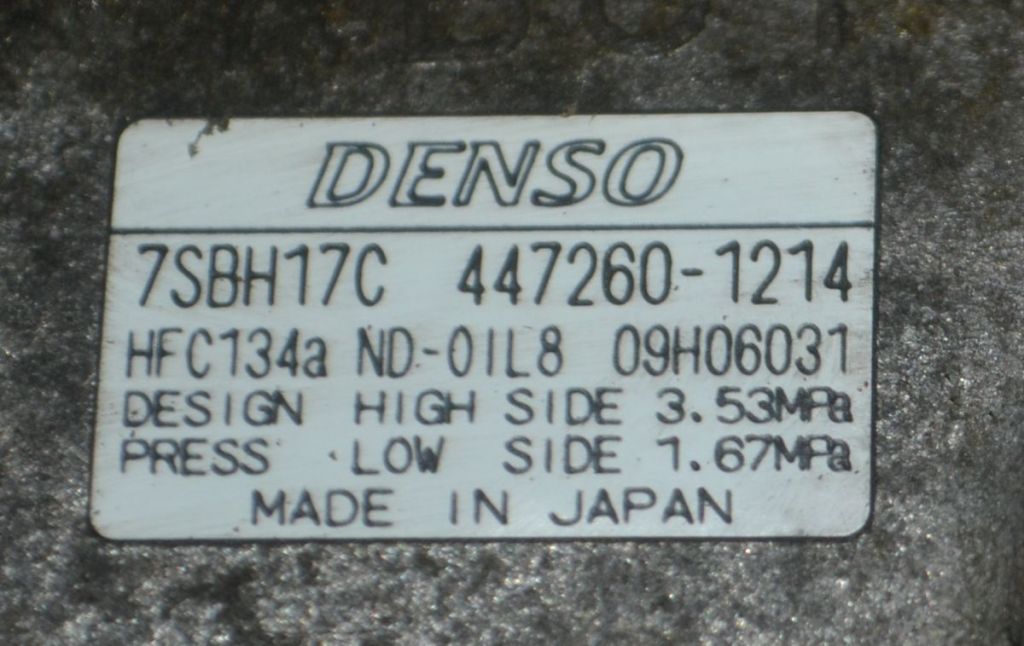 DENSO
7SBH17C 447260-1214
HFC134a ND-OIL8 09H06031
DESIGN HIGH SIDE 3.53MPa
PRESS LOW SIDE 1.67MPa
MADE IN JAPAN